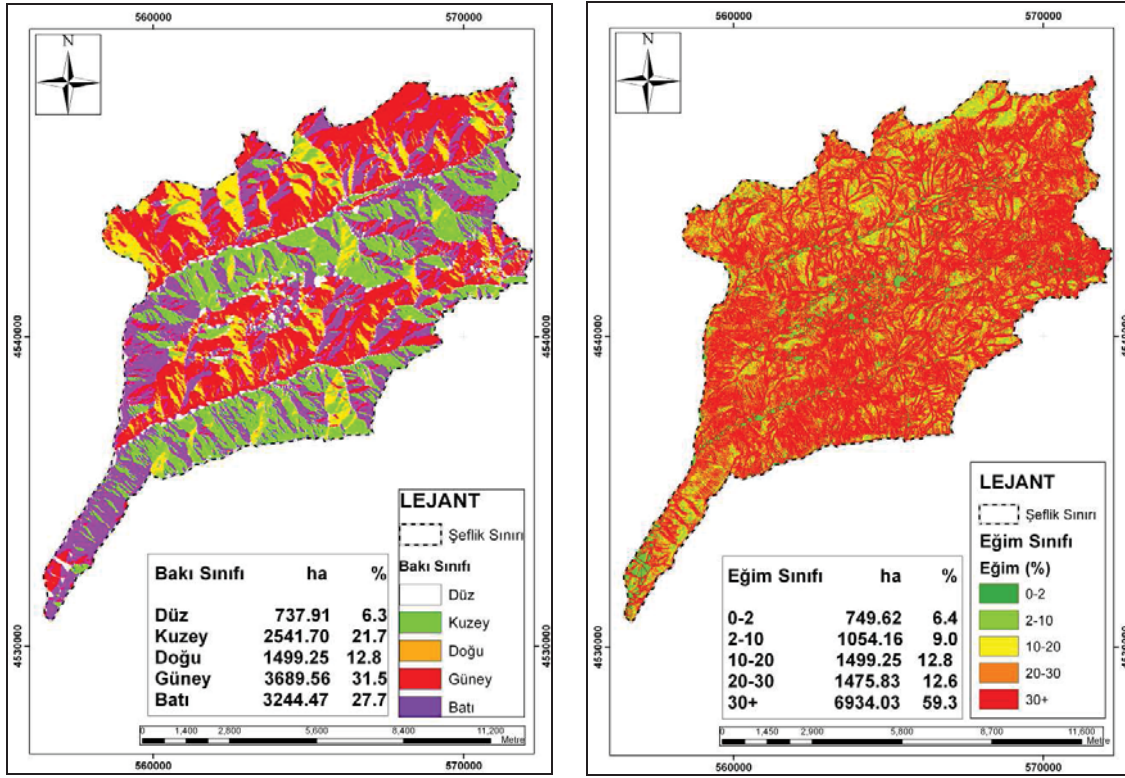 560000 570000
N
4540000 4540000
4530000 4530000
LEJANT
Şeflik Sınırı
Bakı Sınıfı
Düz
Kuzey
Doğu
Güney
Batı
Bakı Sınıfı ha %
Düz 737.91 6.3
Kuzey 2541.70 21.7
Doğu 1499.25 12.8
Güney 3689.56 31.5
Batı 3244.47 27.7
0 1,400 2,800 5,600 8,400 11,200
Metre
560000 570000
560000 570000
N
4540000 4540000
4530000 4530000
LEJANT
Şeflik Sınırı
Eğim Sınıfı
Eğim (%)
0-2
2-10
10-20
20-30
30+
Eğim Sınıfı ha %
0-2 749.62 6.4
2-10 1054.16 9.0
10-20 1499.25 12.8
20-30 1475.83 12.6
30+ 6934.03 59.3
0 1,450 2,900 5,800 8,700 11,600
Metre
560000 570000